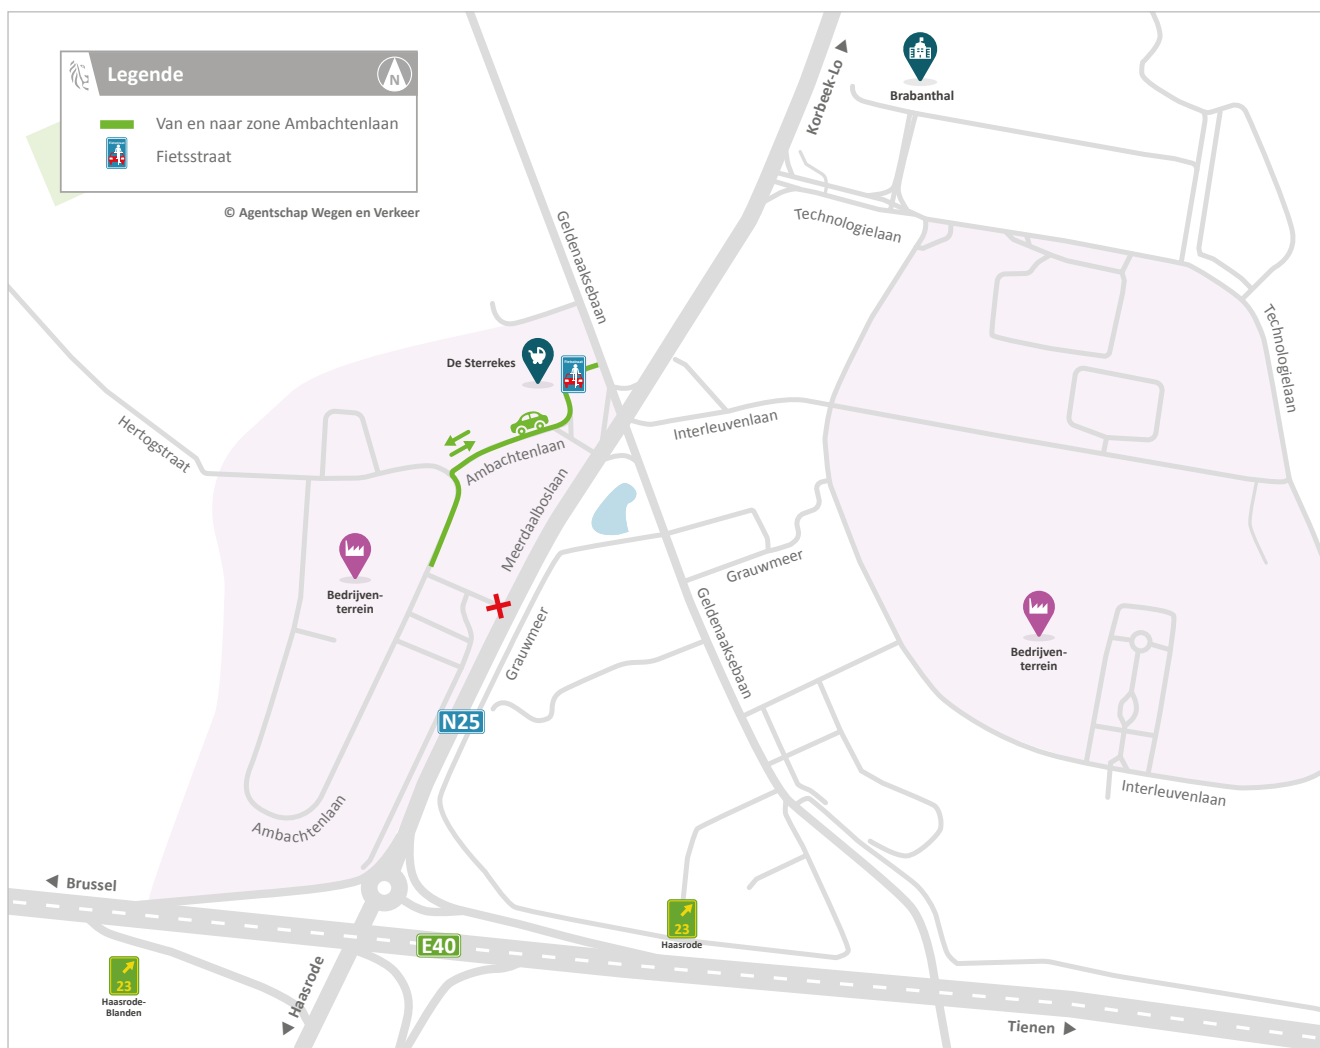 Legende
N
Van en naar zone Ambachtenlaan
Fietsstraat
© Agentschap Wegen en Verkeer
Korbeek-Lo
Brabanthal
Geldenaaksebaan
Technologielaan
Technologielaan
De Sterrekes
Fietsstraat
Hertogstraat
Ambachtenlaan
Interleuvenlaan
Meerdaalboslaan
Grauwmeer
Bedrijven-
terrein
Grauwmeer
Geldenaaksebaan
Bedrijven-
terrein
N25
Interleuvenlaan
Ambachtenlaan
Brussel
23
Haasrode
E40
23
Haasrode-
Blanden
Haasrode
Tienen